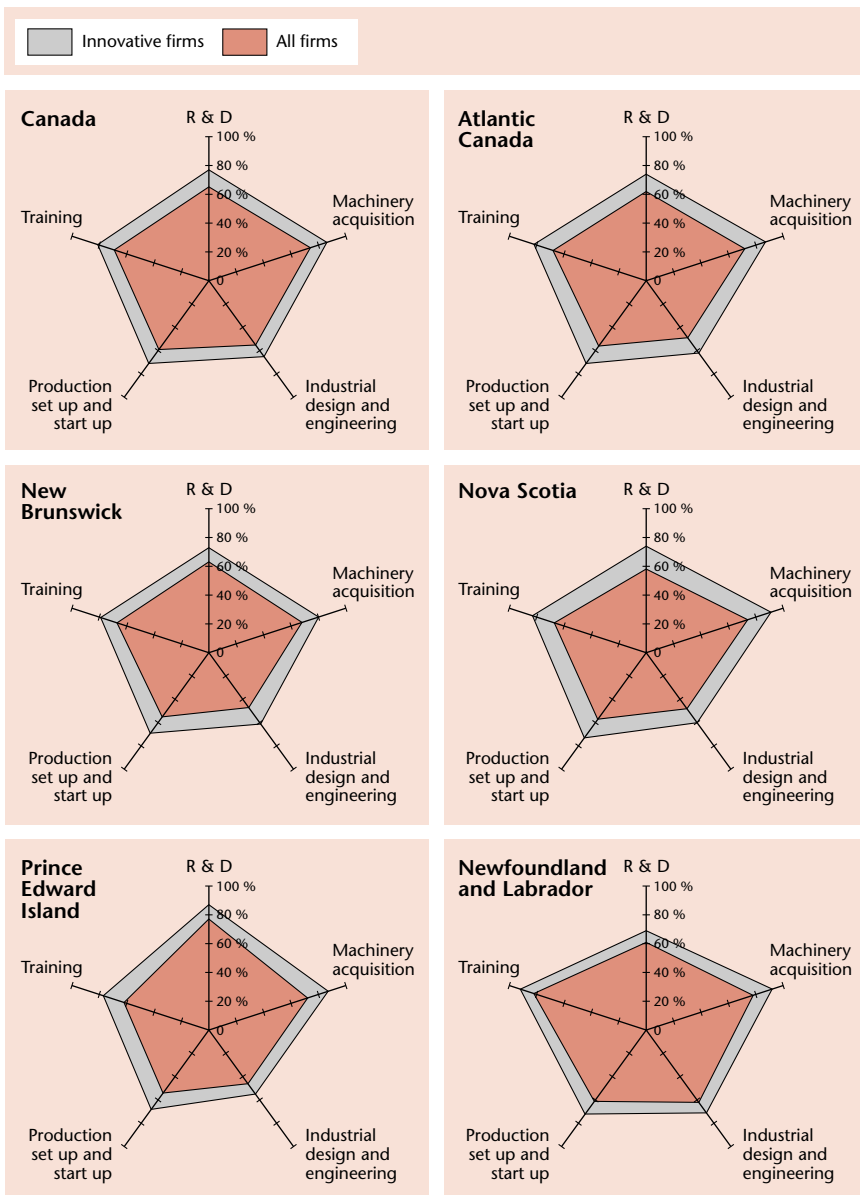 Innovative firms
All firms
Canada
R & D
100 %
80 %
60 %
40 %
20 %
0
Machinery
acquisition
Industrial
design and
engineering
Production
set up and
start up
Training
Atlantic
Canada
R & D
100 %
80 %
60 %
40 %
20 %
0
Machinery
acquisition
Industrial
design and
engineering
Production
set up and
start up
Training
New
Brunswick
R & D
100 %
80 %
60 %
40 %
20 %
0
Machinery
acquisition
Industrial
design and
engineering
Production
set up and
start up
Training
Nova Scotia
R & D
100 %
80 %
60 %
40 %
20 %
0
Machinery
acquisition
Industrial
design and
engineering
Production
set up and
start up
Training
Prince
Edward
Island
R & D
100 %
80 %
60 %
40 %
20 %
0
Machinery
acquisition
Industrial
design and
engineering
Production
set up and
start up
Training
Newfoundland
and Labrador
R & D
100 %
80 %
60 %
40 %
20 %
0
Machinery
acquisition
Industrial
design and
engineering
Production
set up and
start up
Training